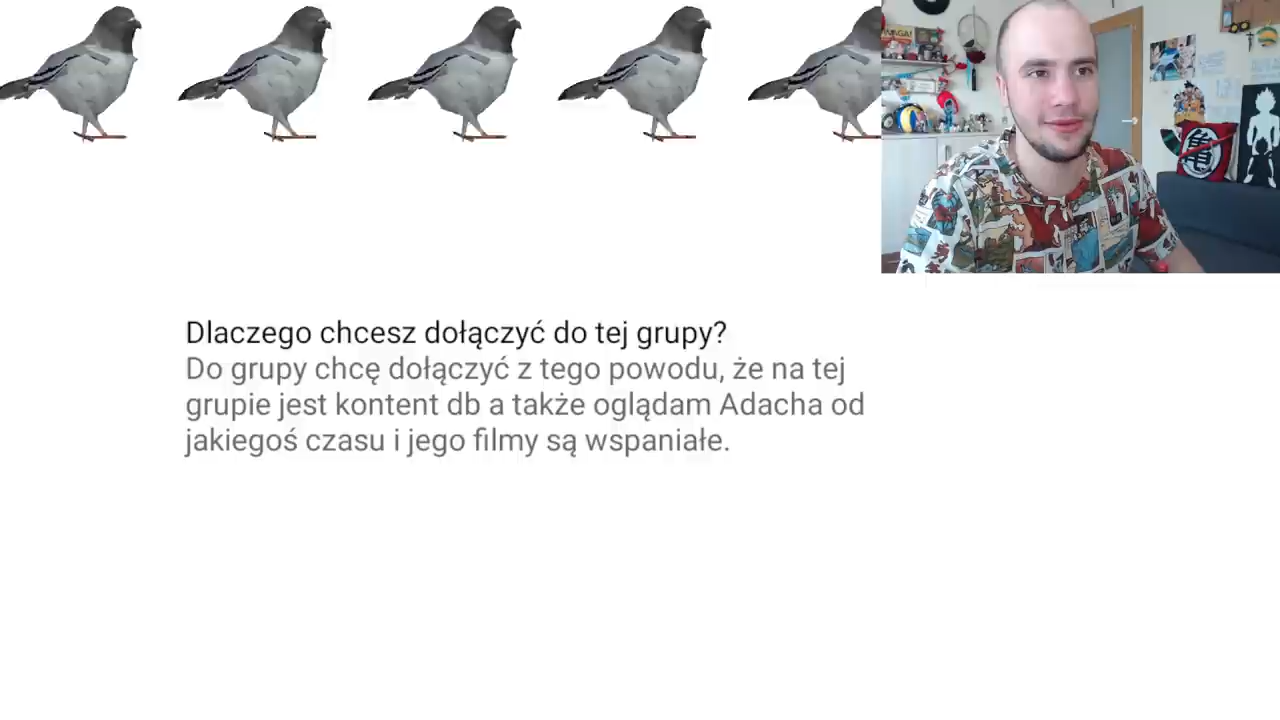 Dlaczego chcesz dołączyć do tej grupy?
Do grupy chcę dołączyć z tego powodu, że na tej
grupie jest kontent db a także oglądam Adacha od
jakiegoś czasu i jego filmy są wspaniałe.
亀